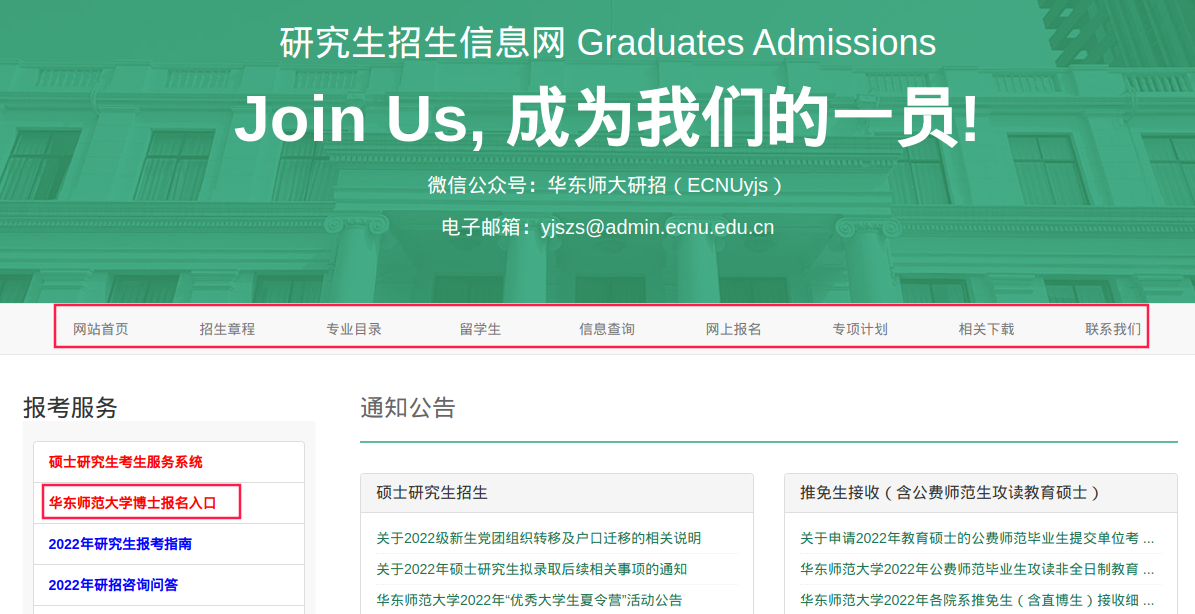 研究生招生信息网 Graduates Admissions
Join Us, 成为我们的一员!
微信公众号：华东师大研招（ECNUyjs）
电子邮箱：yjszs@admin.ecnu.edu.cn
网站首页 招生章程 专业目录 留学生 信息查询 网上报名 专项计划 相关下载 联系我们
报考服务
硕士研究生考生服务系统
华东师范大学博士报名入口
2022年研究生报考指南
2022年研招咨询问答
通知公告
硕士研究生招生
关于2022级新生党团组织转移及户口迁移的相关说明
关于2022年硕士研究生拟录取后续相关事项的通知
华东师范大学2022年“优秀大学生夏令营”活动公告
推免生接收（含公费师范生攻读教育硕士）
关于申请2022年教育硕士的公费师范毕业生提交单位考 ...
华东师范大学2022年公费师范毕业生攻读非全日制教育 ...
华东师范大学2022年各院系推免生（含直博生）接收细 ...